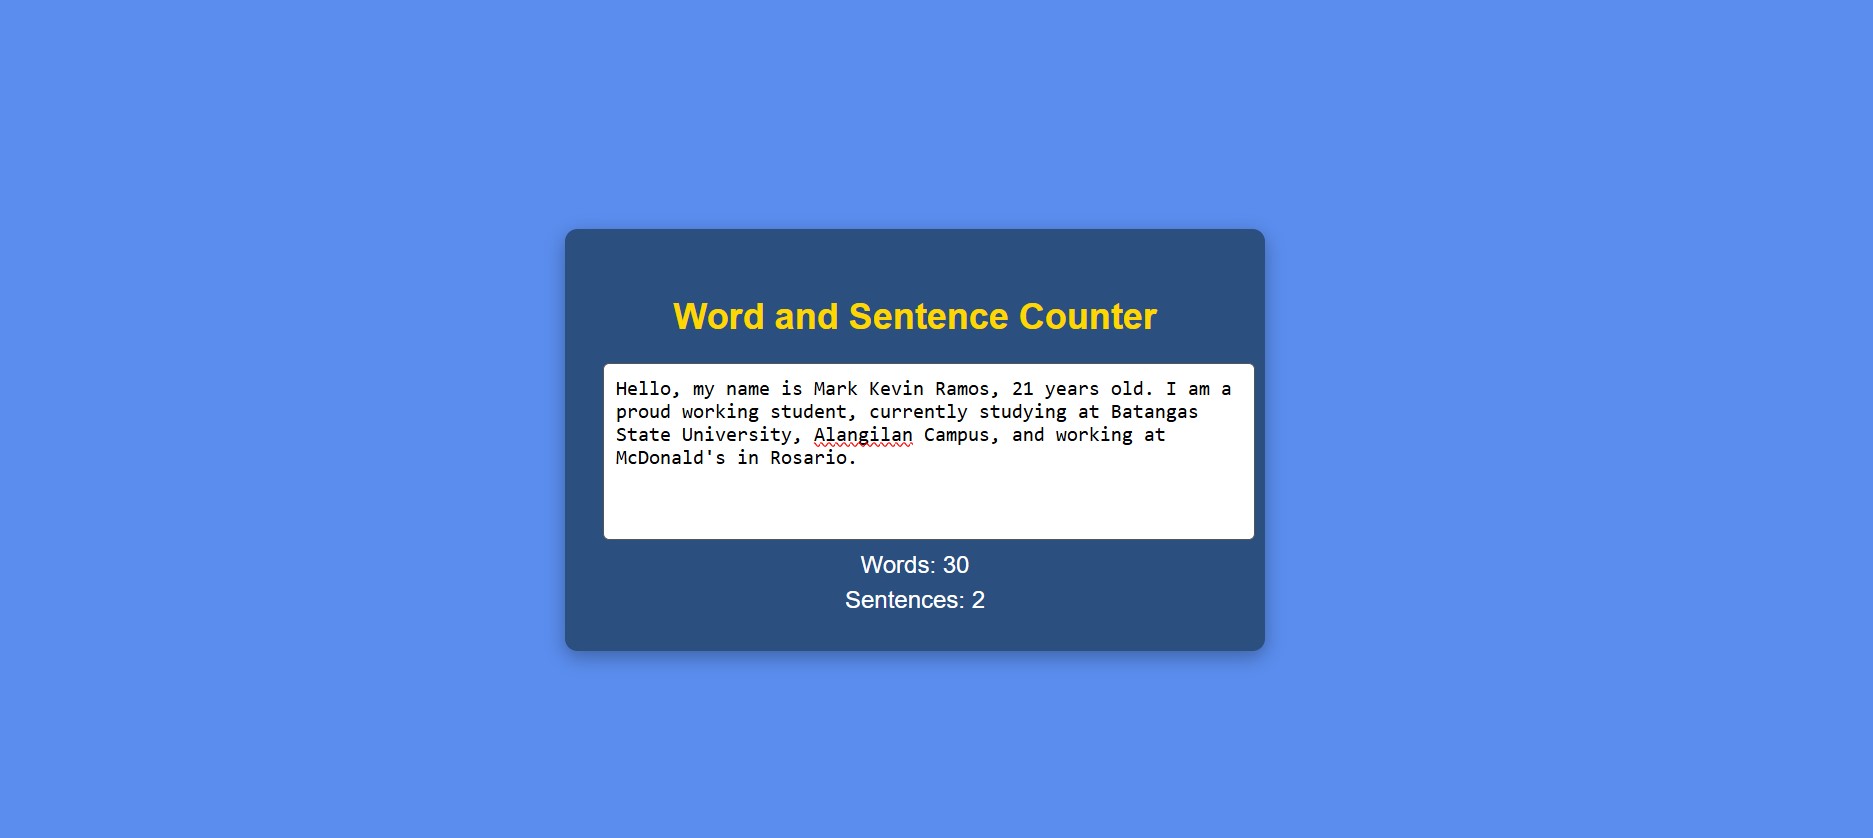 Word and Sentence Counter
Hello, my name is Mark Kevin Ramos, 21 years old. I am a
proud working student, currently studying at Batangas
State University, Alangilan Campus, and working at
McDonald's in Rosario.
Words: 30
Sentences: 2